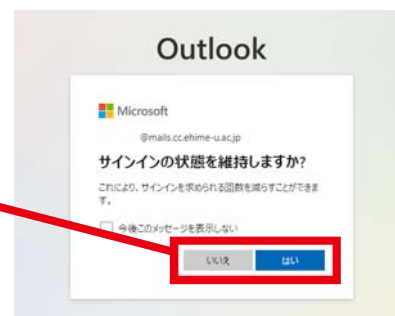 Outlook
Microsoft
@mails.cc.ehime-u.ac.jp
サインインの状態を維持しますか?
これにより、サインインを求められる回数を減らすことができま
す。
今後このメッセージを表示しない
いいえ はい